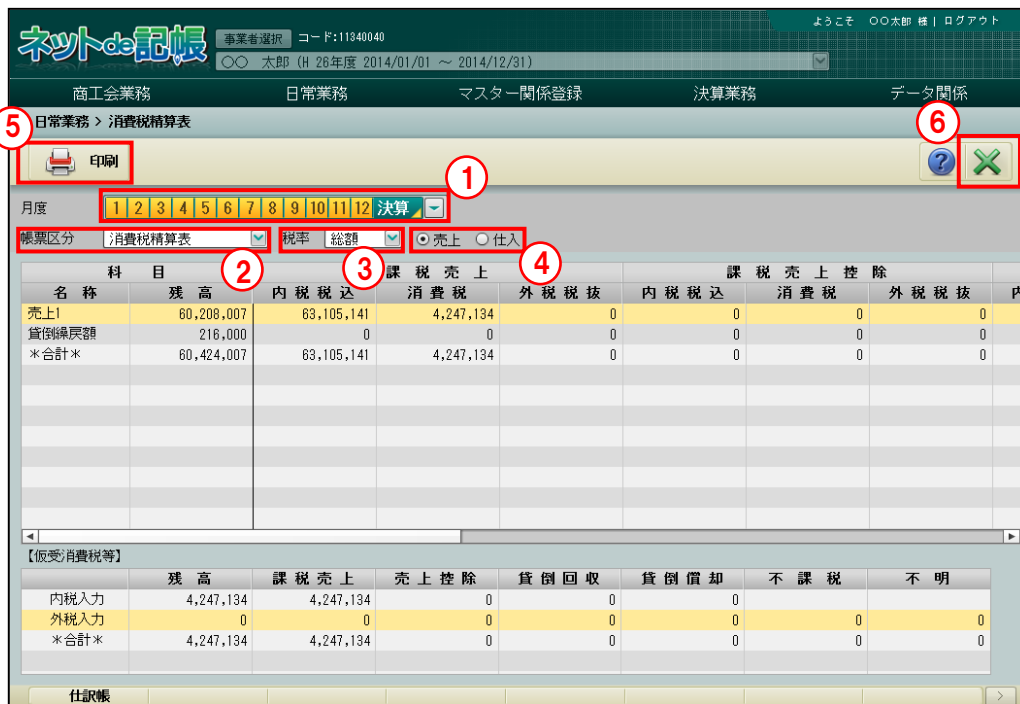 ようこそ 〇〇太郎 様 | ログアウト
ネットde記帳 事業者選択 コード:11340040
〇〇 太郎 (H 26年度 2014/01/01 ～ 2014/12/31)
商工会業務 日常業務 マスター関係登録 決算業務 データ関係
日常業務 > 消費税精算表
5 6
印刷 ?
1
月度 1 2 3 4 5 6 7 8 9 10 11 12 決算
帳票区分 消費税精算表 税率 総額 売上 仕入
2 3 4
科 目 課 税 売 上 課 税 売 上 控 除
名 称 残 高 内 税 税 込 消 費 税 外 税 税 抜 内 税 税 込 消 費 税 外 税 税 抜
売上1 60,208,007 63,105,141 4,247,134 0 0 0 0
貸倒繰戻額 216,000 0 0 0 0 0 0
＊合計＊ 60,424,007 63,105,141 4,247,134 0 0 0 0
【仮受消費税等】
残 高 課 税 売 上 売 上 控 除 貸 倒 回 収 貸 倒 償 却 不 課 税 不 明
内税入力 4,247,134 4,247,134 0 0 0
外税入力 0 0 0 0 0 0 0
＊合計＊ 4,247,134 4,247,134 0 0 0 0 0
仕訳帳